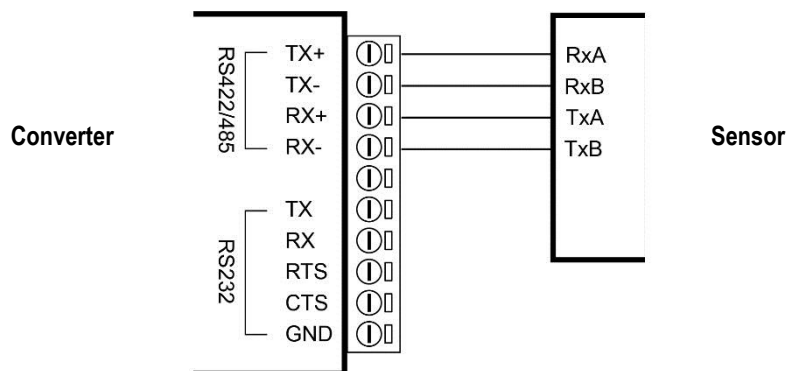 Converter
RS422/485
TX+
TX-
RX+
RX-
RS232
TX
RX
RTS
CTS
GND
RxA
RxB
TxA
TxB
Sensor